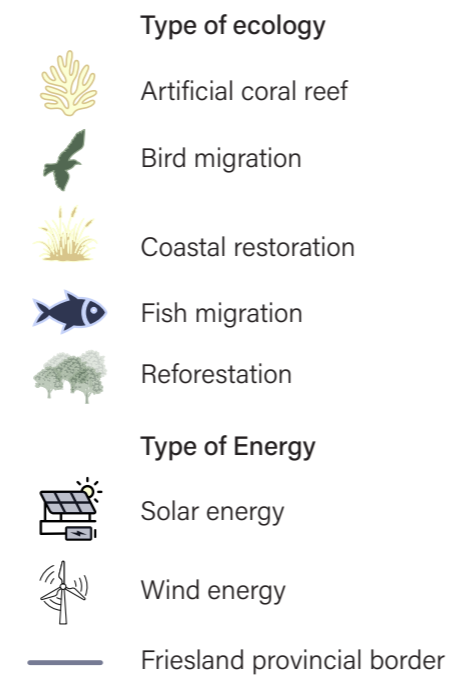 Type of ecology
Artificial coral reef
Bird migration
Coastal restoration
Fish migration
Reforestation
Type of Energy
Solar energy
Wind energy
Friesland provincial border